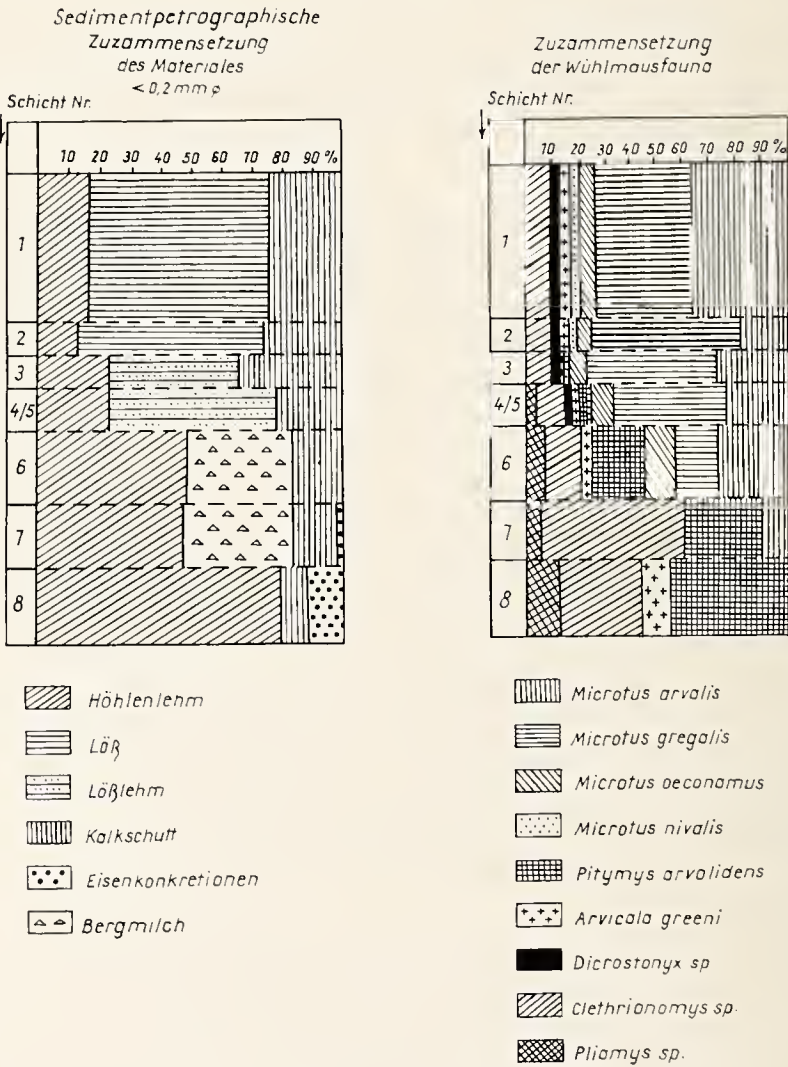 Sedimentpetrographische
Zuzammensetzung
des Materiales
< 0,2 mm φ
Schicht Nr.
10 20 30 40 50 60 70 80 90 %
1
2
3
4/5
6
7
8
Höhlenlehm
Löß
Lößlehm
Kalkschutt
Eisenkonkretionen
Bergmilch
Zuzammensetzung
der Wühlmausfauna
Schicht Nr.
10 20 30 40 50 60 70 80 90 %
1
2
3
4/5
6
7
8
Microtus arvalis
Microtus gregalis
Microtus oeconamus
Microtus nivalis
Pitymys arvalidens
Arvicola greeni
Dicrostonyx sp
Clethrionomys sp.
Pliomys sp.